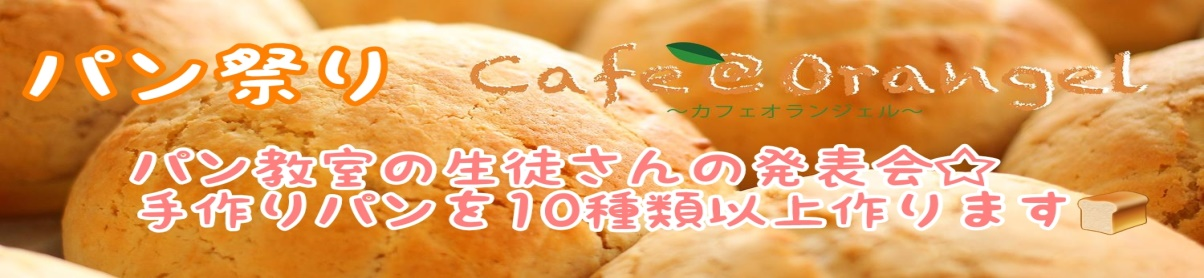 パン祭り
Cafe@Orangel
～カフェオランジェル～
パン教室の生徒さんの発表会☆
手作りパンを10種類以上作ります🍞